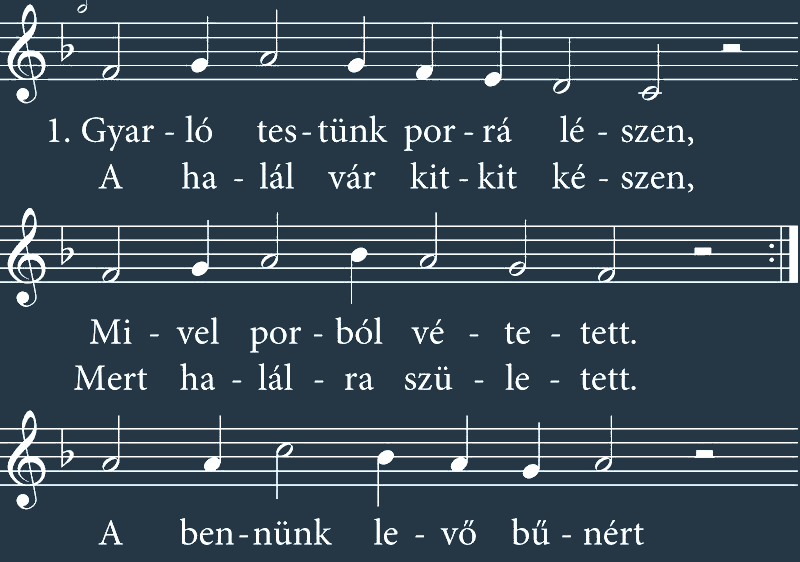 1. Gyar - ló tes - tünk por - rá lé - szen,
A ha - lál vár kit - kit ké - szen,
Mi - vel por - ból vé - te - tett.
Mert ha - lál - ra szü - le - tett.
A ben - nünk le - vő bű - nért